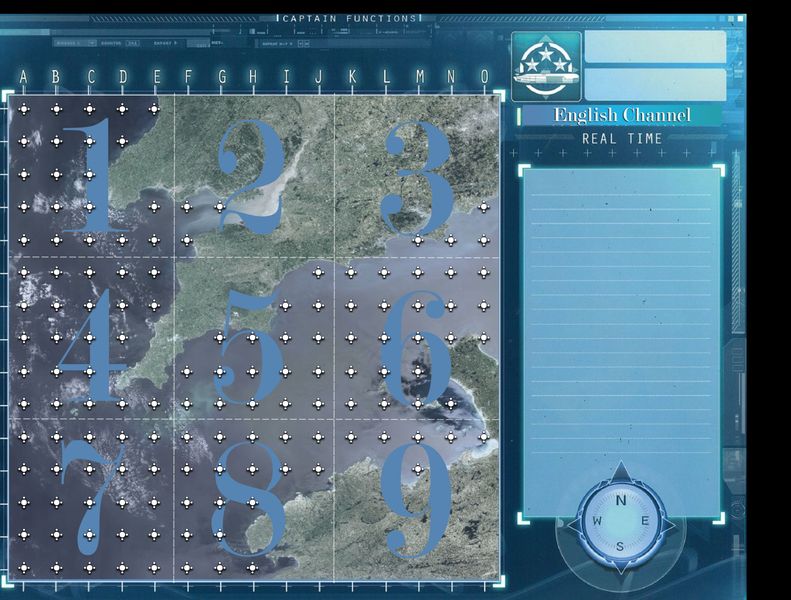 CAPTAIN FUNCTIONS
A B C D E F G H I J K L M N O
English Channel
REAL TIME
1 2 3
4 5 6
7 8 9
N
W E
S